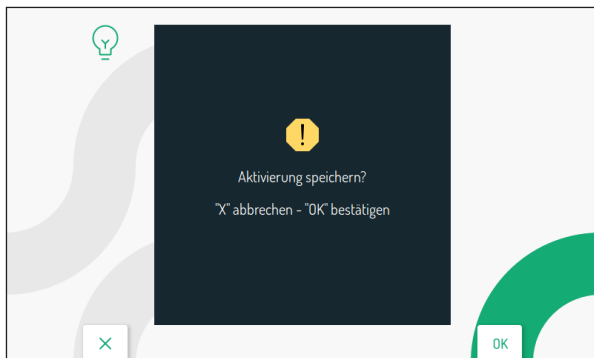 Aktivierung speichern?
"X" abbrechen - "OK" bestätigen
OK